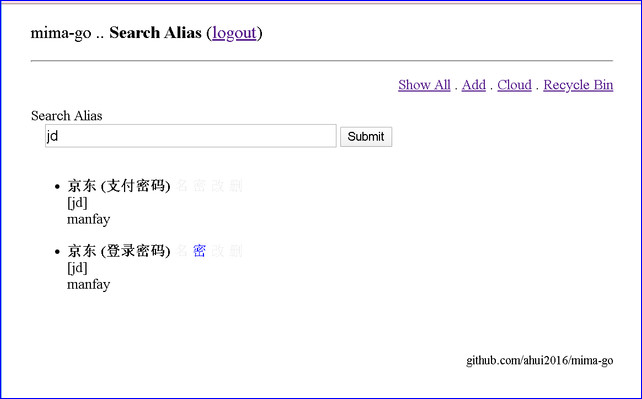 mima-go .. Search Alias (logout)
Show All . Add . Cloud . Recycle Bin
Search Alias
jd Submit
京东 (支付密码) 名 密 改 删
[jd]
manfay
京东 (登录密码) 名 密 改 删
[jd]
manfay
github.com/ahui2016/mima-go